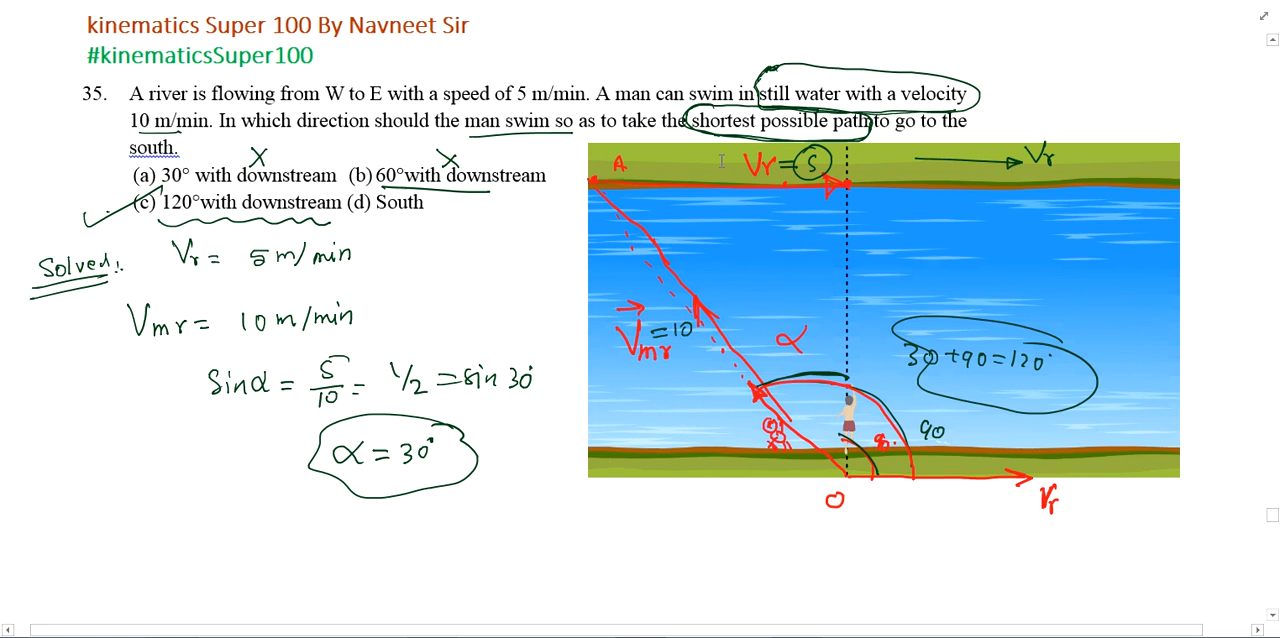 kinematics Super 100 By Navneet Sir
#kinematicsSuper100
35. A river is flowing from W to E with a speed of 5 m/min. A man can swim in still water with a velocity
10 m/min. In which direction should the man swim so as to take the shortest possible path to go to the
south.
(a) 30° with downstream (b) 60°with downstream
(c) 120°with downstream (d) South
Solved:.
Vr = 5 m/min
Vmr = 10 m/min
Sinα = 5/10 = 1/2 = sin 30°
α = 30°
A
Vr = 5
Vr
Vmr = 10
α
30+90=120°
90
O
Vr